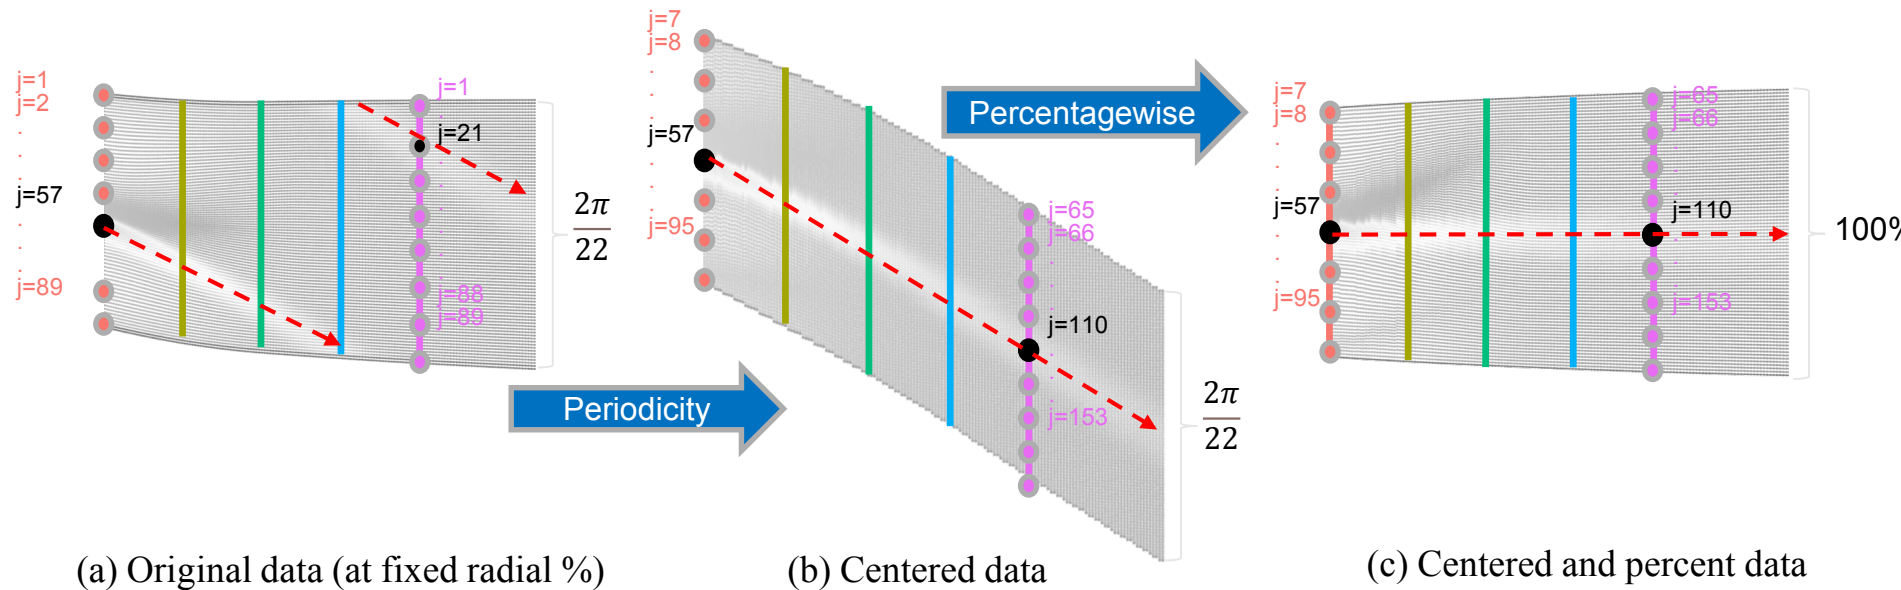 j=1
j=2
j=57
j=89
j=1
j=21
j=88
j=89
2π
22
Periodicity
(a) Original data (at fixed radial %)
j=7
j=8
j=57
j=95
j=65
j=66
j=110
j=153
2π
22
Percentagewise
(b) Centered data
j=7
j=8
j=57
j=95
j=65
j=66
j=110
j=153
100%
(c) Centered and percent data